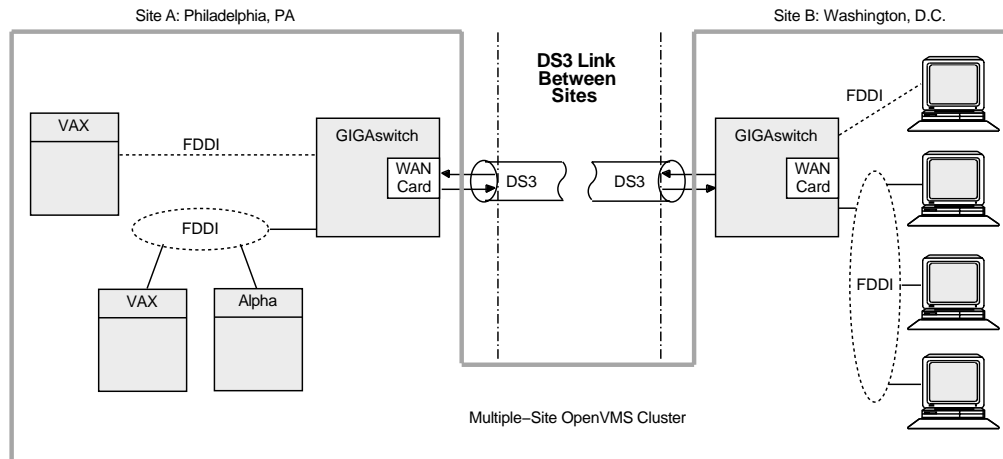 Site A: Philadelphia, PA
Site B: Washington, D.C.
DS3 Link
Between
Sites
VAX
FDDI
GIGAswitch
WAN
Card
DS3
DS3
GIGAswitch
WAN
Card
FDDI
FDDI
VAX
Alpha
FDDI
Multiple–Site OpenVMS Cluster